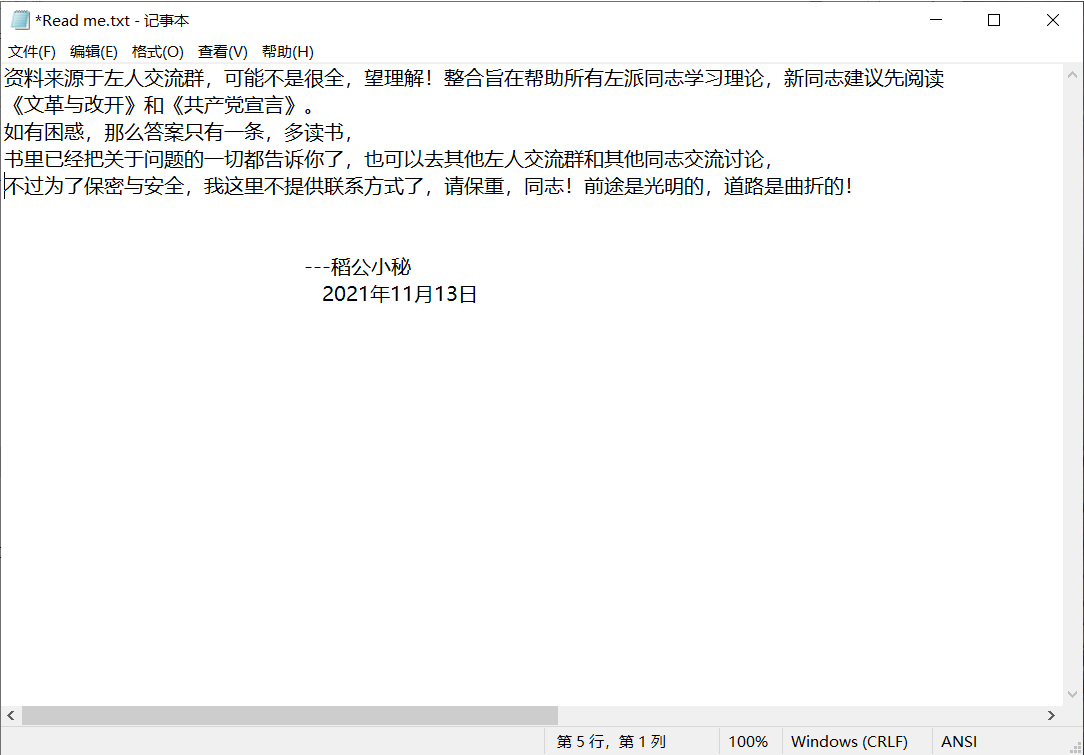 *Read me.txt - 记事本
文件(F) 编辑(E) 格式(O) 查看(V) 帮助(H)
资料来源于左人交流群，可能不是很全，望理解！整合旨在帮助所有左派同志学习理论，新同志建议先阅读
《文革与改开》和《共产党宣言》。
如有困惑，那么答案只有一条，多读书，
书里已经把关于问题的一切都告诉你了，也可以去其他左人交流群和其他同志交流讨论，
不过为了保密与安全，我这里不提供联系方式了，请保重，同志！前途是光明的，道路是曲折的！
---稻公小秘
2021年11月13日
第 5 行，第 1 列 100% Windows (CRLF) ANSI